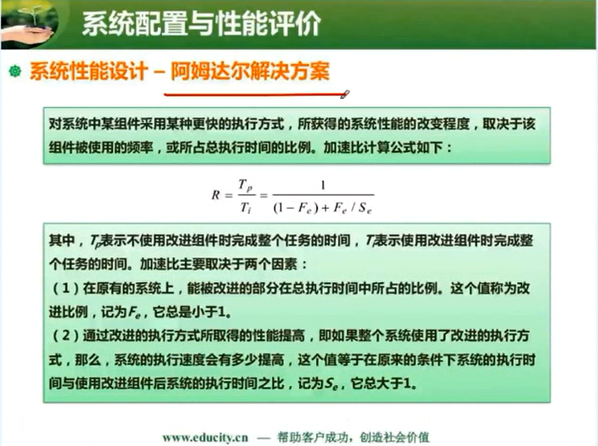 系统配置与性能评价
系统性能设计 – 阿姆达尔解决方案
对系统中某组件采用某种更快的执行方式，所获得的系统性能的改变程度，取决于该
组件被使用的频率，或所占总执行时间的比例。加速比计算公式如下：
R = Tp / Ti = 1 / ((1 − Fe) + Fe / Se)
其中，Tp表示不使用改进组件时完成整个任务的时间，Ti表示使用改进组件时完成整
个任务的时间。加速比主要取决于两个因素：
（1）在原有的系统上，能被改进的部分在总执行时间中所占的比例。这个值称为改
进比例，记为Fe，它总是小于1。
（2）通过改进的执行方式所取得的性能提高，即如果整个系统使用了改进的执行方
式，那么，系统的执行速度会有多少提高，这个值等于在原来的条件下系统的执行时
间与使用改进组件后系统的执行时间之比，记为Se，它总大于1。
www.educity.cn — 帮助客户成功，创造社会价值